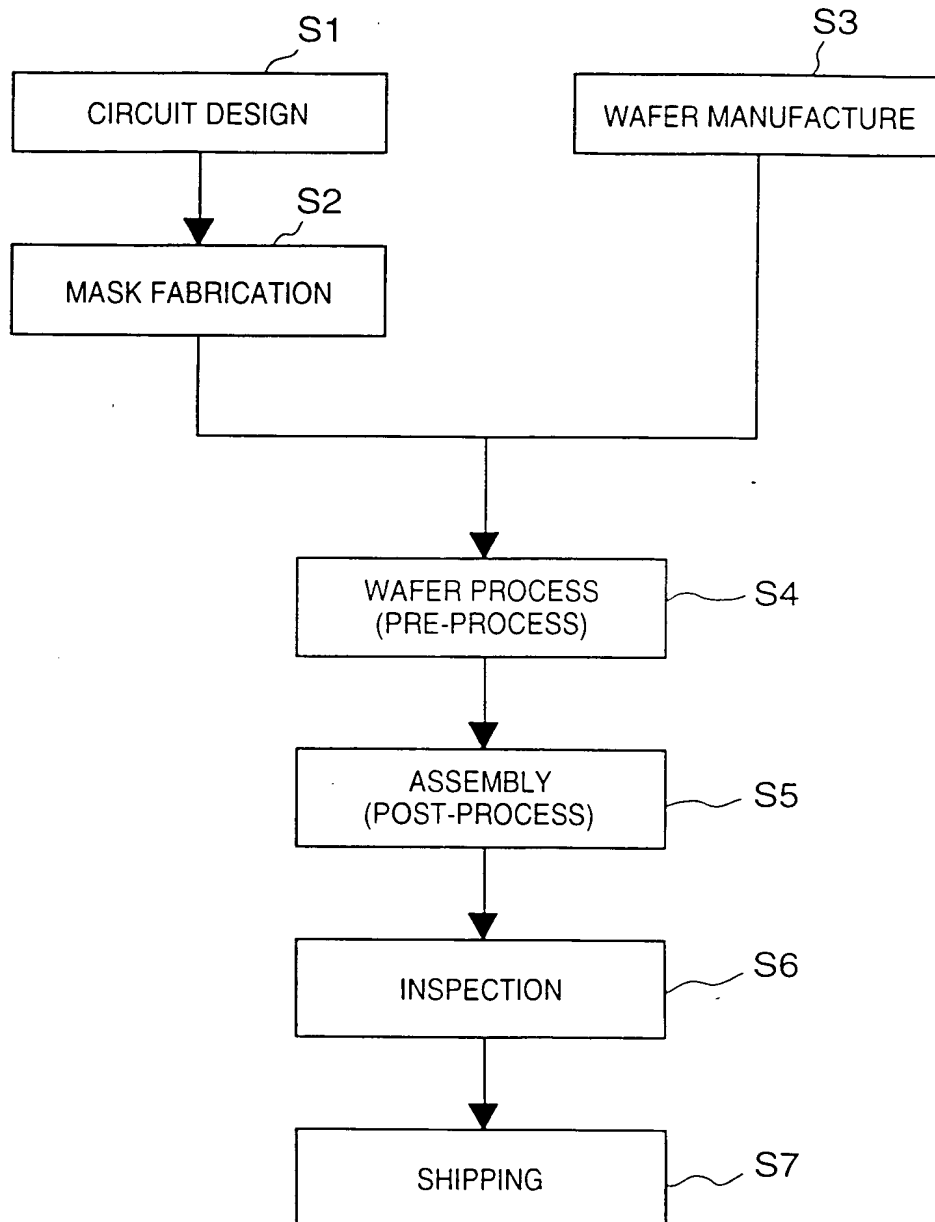 S1
CIRCUIT DESIGN
S3
WAFER MANUFACTURE
S2
MASK FABRICATION
WAFER PROCESS
(PRE-PROCESS)
S4
ASSEMBLY
(POST-PROCESS)
S5
INSPECTION
S6
SHIPPING
S7